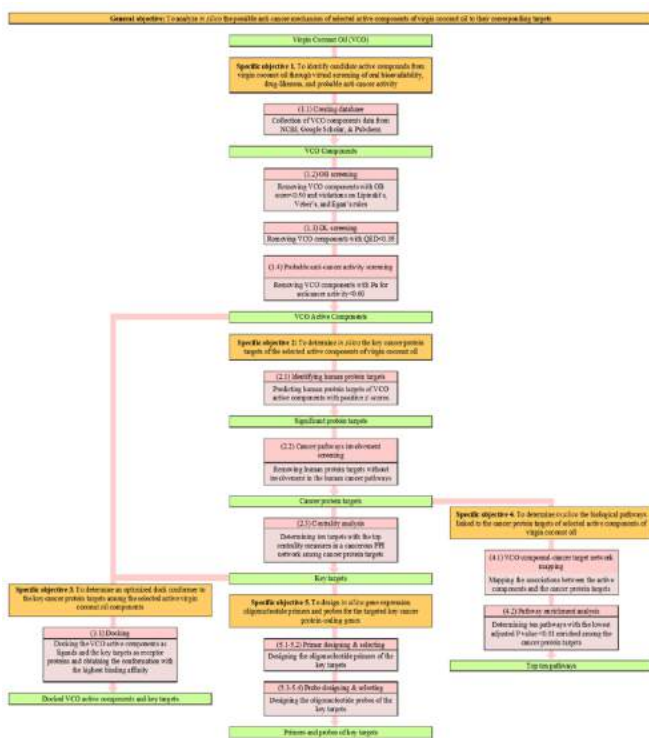 General objective: To analyze in silico the possible anti-cancer mechanism of selected active components of virgin coconut oil to their corresponding targets
Virgin Coconut Oil (VCO)
Specific objective 1. To identify candidate active compounds from
virgin coconut oil through virtual screening of oral bioavailability,
drug-likeness, and probable anti-cancer activity
(1.1) Creating database
Collection of VCO components data from
NCBI, Google Scholar, & Pubchem
VCO Components
(1.2) OB screening
Removing VCO components with OB
score<0.50 and violations on Lipinski's,
Veber's, and Egan's rules
(1.3) DL screening
Removing VCO components with QED<0.35
(1.4) Probable anti-cancer activity screening
Removing VCO components with Pa for
anticancer activity<0.60
VCO Active Components
Specific objective 2: To determine in silico the key cancer protein
targets of the selected active components of virgin coconut oil
(2.1) Identifying human protein targets
Predicting human protein targets of VCO
active components with positive z-scores
Significant protein targets
(2.2) Cancer pathways involvement
screening
Removing human protein targets without
involvement in the human cancer pathways
Cancer protein targets
(2.3) Centrality analysis
Determining ten targets with the top
centrality measures in a cancerous PPI
network among cancer protein targets
Key targets
Specific objective 4. To determine in silico the biological pathways
linked to the cancer protein targets of selected active components of
virgin coconut oil
(4.1) VCO compound-cancer target network
mapping
Mapping the associations between the active
components and the cancer protein targets
(4.2) Pathway enrichment analysis
Determining ten pathways with the lowest
adjusted P-value<0.01 enriched among the
cancer protein targets
Top ten pathways
Specific objective 3. To determine an optimized dock conformer to
the key cancer protein targets among the selected active virgin
coconut oil components
(3.1) Docking
Docking the VCO active components as
ligands and the key targets as receptor
proteins and obtaining the conformation with
the highest binding affinity
Docked VCO active components and key targets
Specific objective 5. To design in silico gene expression
oligonucleotide primers and probes for the targeted key cancer
protein-coding genes
(5.1-5.2) Primer designing & selecting
Designing the oligonucleotide primers of the
key targets
(5.3-5.4) Probe designing & selecting
Designing the oligonucleotide probes of the
key targets
Primers and probes of key targets